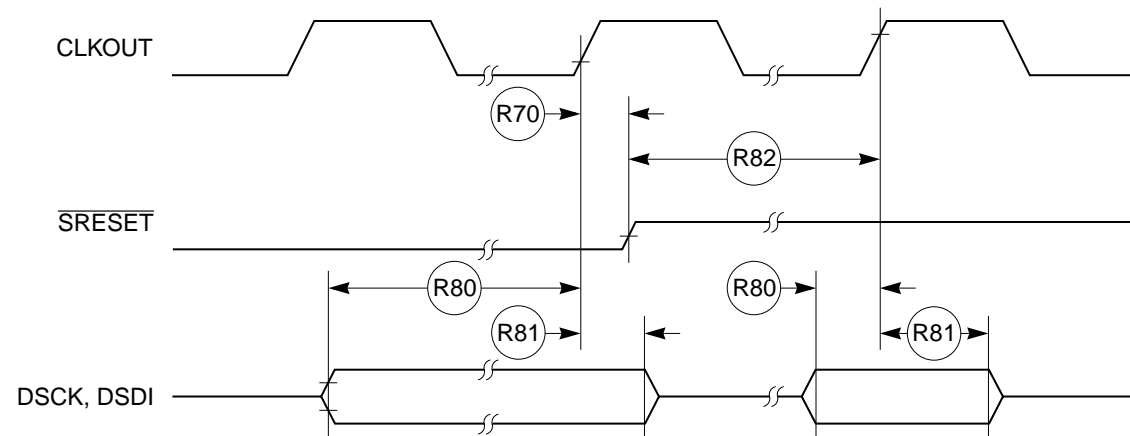 CLKOUT
R70
R82
SRESET
R80
R80
R81
R81
DSCK, DSDI